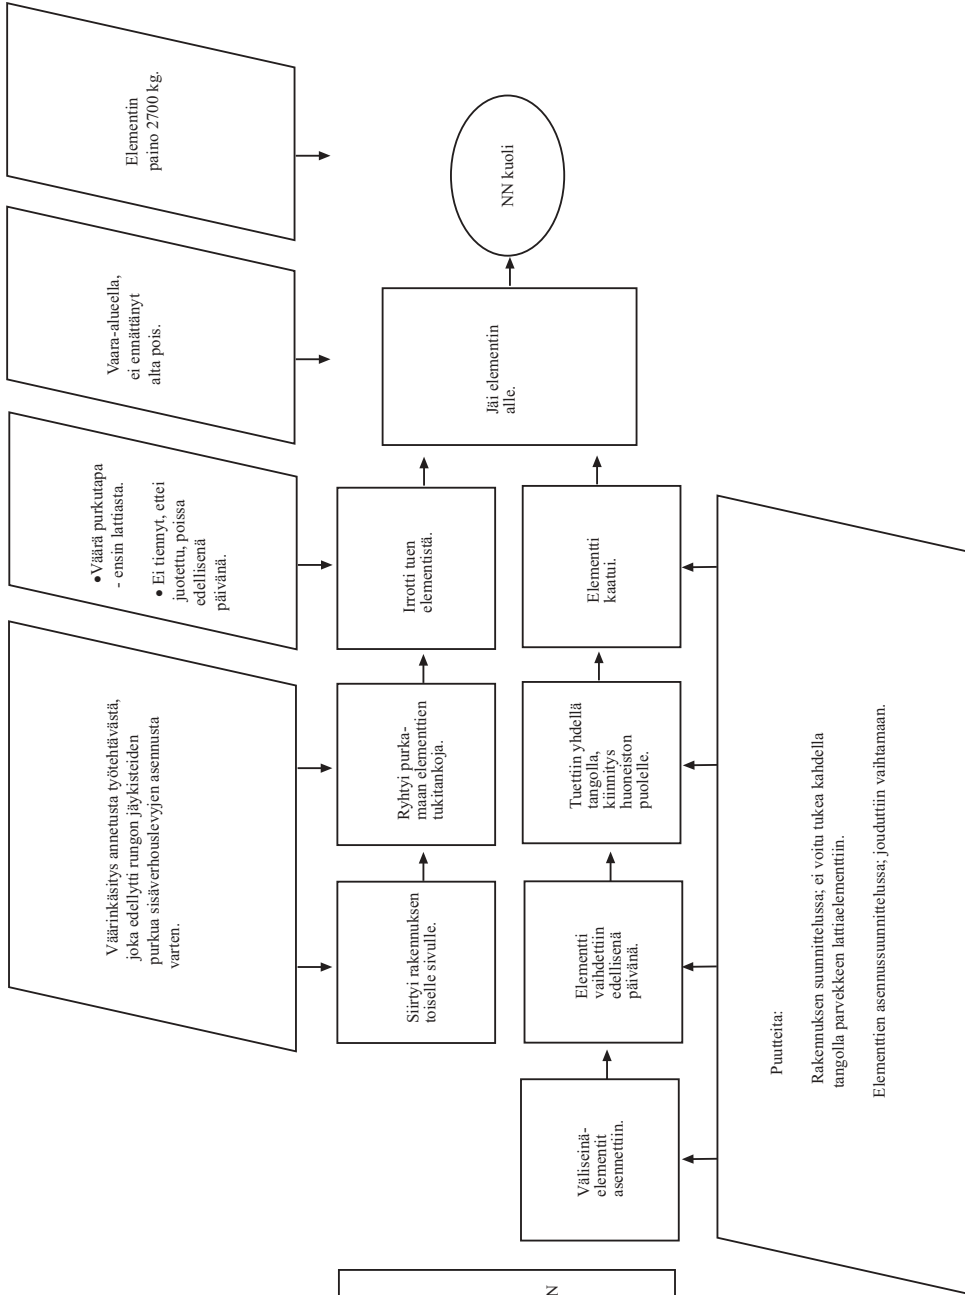 Väärinkäsitys annetusta työtehtävästä,
joka edellytti rungon jäykisteiden
purkua sisäverhouslevyjen asennusta
varten.
●Väärä purkutapa
- ensin lattiasta.
● Ei tiennyt, ettei
juotettu, poissa
edellisenä
päivänä.
Vaara-alueella,
ei ennättänyt
alta pois.
Elementin
paino 2700 kg.
Siirtyi rakennuksen
toiselle sivulle.
Ryhtyi purka-
maan elementtien
tukitankoja.
Irrotti tuen
elementistä.
Jäi elementin
alle.
NN kuoli
N
Väliseinä-
elementit
asennettiin.
Elementti
vaihdettiin
edellisenä
päivänä.
Tuettiin yhdellä
tangolla,
kiinnitys
huoneiston
puolelle.
Elementti
kaatui.
Puutteita:
Rakennuksen suunnittelussa; ei voitu tukea kahdella
tangolla parvekkeen lattiaelementtiin.
Elementtien asennussuunnittelussa; jouduttiin vaihtamaan.